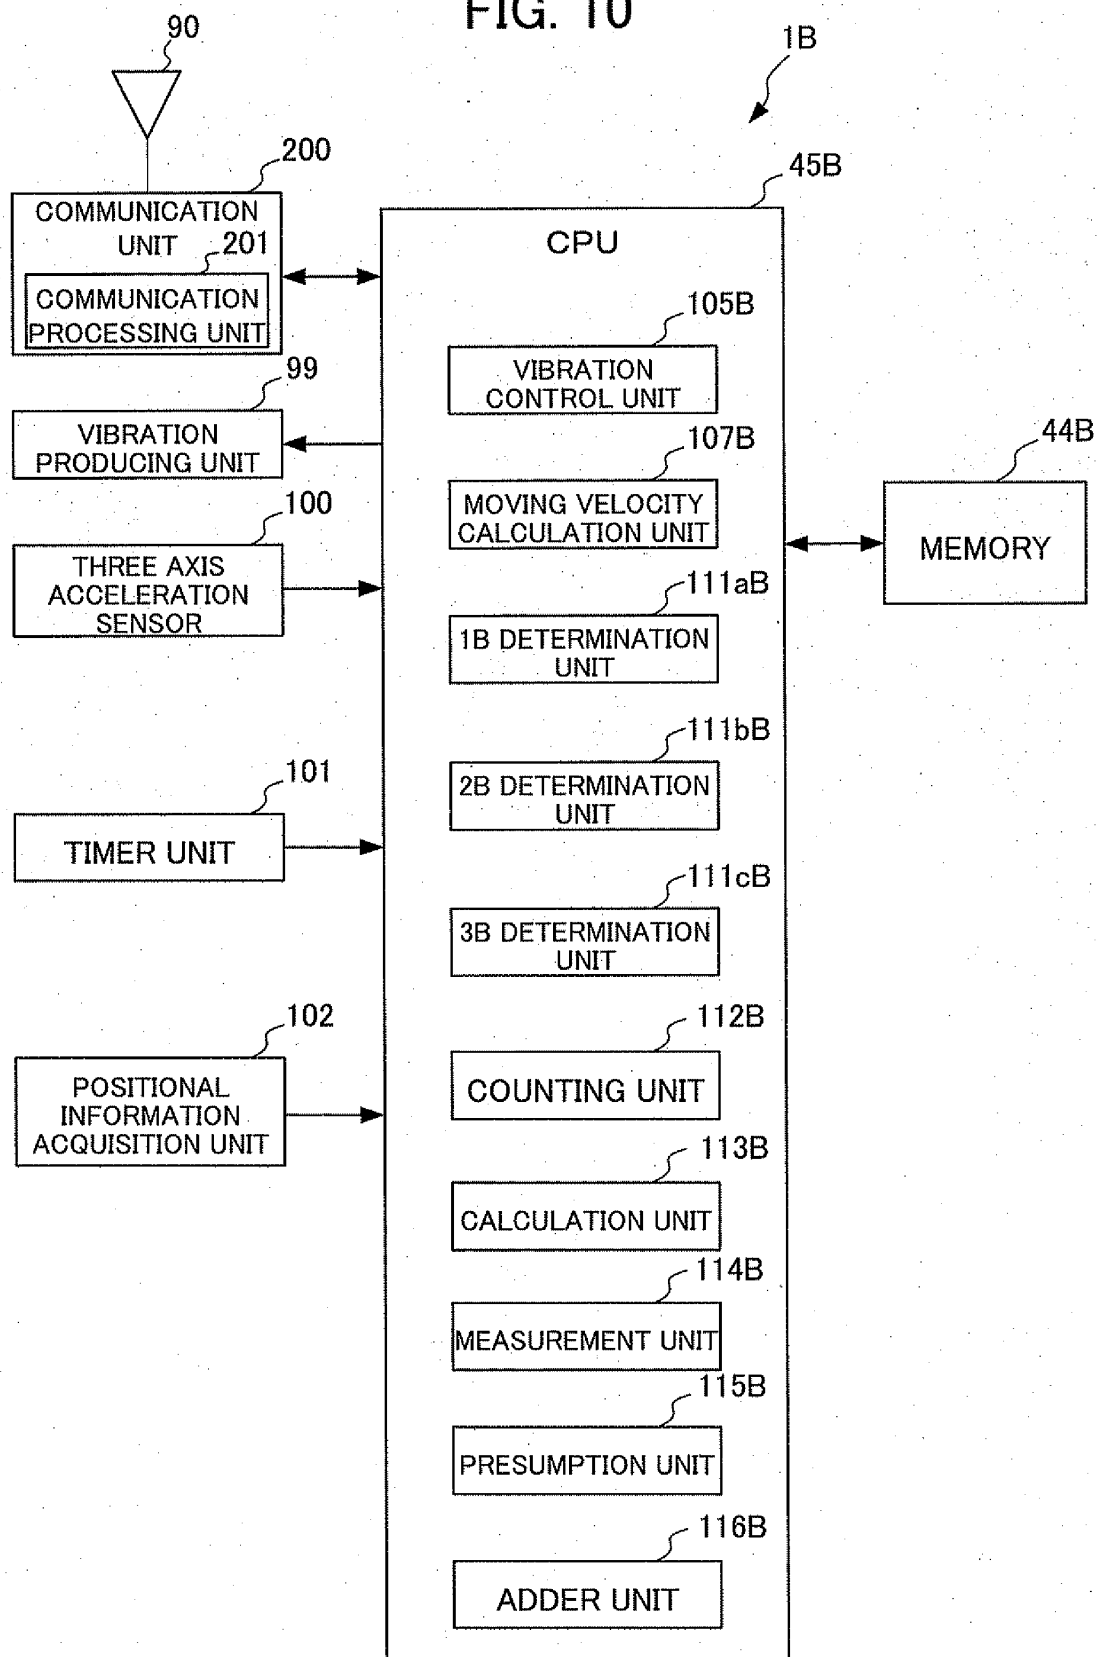 FIG. 10
90
1B
200
COMMUNICATION
UNIT
201
COMMUNICATION
PROCESSING UNIT
45B
CPU
105B
VIBRATION
CONTROL UNIT
99
VIBRATION
PRODUCING UNIT
107B
MOVING VELOCITY
CALCULATION UNIT
44B
MEMORY
100
THREE AXIS
ACCELERATION
SENSOR
111aB
1B DETERMINATION
UNIT
111bB
2B DETERMINATION
UNIT
101
TIMER UNIT
111cB
3B DETERMINATION
UNIT
102
POSITIONAL
INFORMATION
ACQUISITION UNIT
112B
COUNTING UNIT
113B
CALCULATION UNIT
114B
MEASUREMENT UNIT
115B
PRESUMPTION UNIT
116B
ADDER UNIT